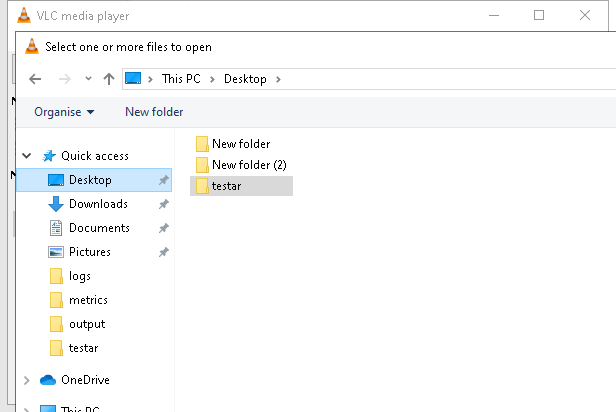 VLC media player
Select one or more files to open
This PC > Desktop >
Organise New folder
Quick access
Desktop
Downloads
Documents
Pictures
logs
metrics
output
testar
OneDrive
This PC
New folder
New folder (2)
testar